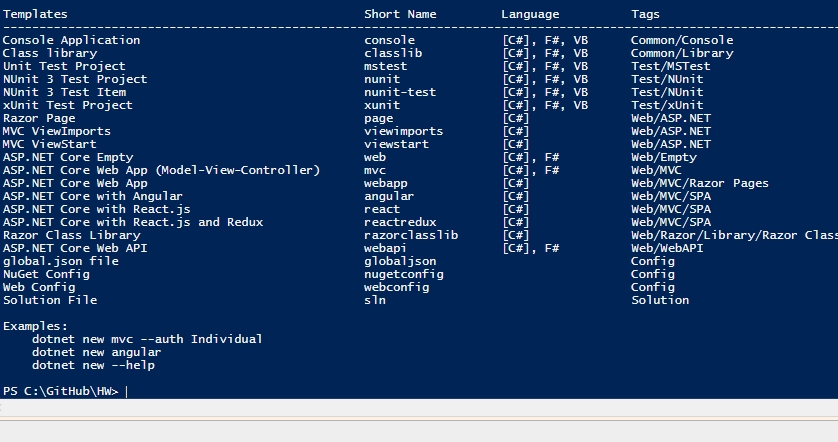 Templates Short Name Language Tags
----------------------------------------------------------------------------------------------------
Console Application console [C#], F#, VB Common/Console
Class library classlib [C#], F#, VB Common/Library
Unit Test Project mstest [C#], F#, VB Test/MSTest
NUnit 3 Test Project nunit [C#], F#, VB Test/NUnit
NUnit 3 Test Item nunit-test [C#], F#, VB Test/NUnit
xUnit Test Project xunit [C#], F#, VB Test/xUnit
Razor Page page [C#] Web/ASP.NET
MVC ViewImports viewimports [C#] Web/ASP.NET
MVC ViewStart viewstart [C#] Web/ASP.NET
ASP.NET Core Empty web [C#], F# Web/Empty
ASP.NET Core Web App (Model-View-Controller) mvc [C#], F# Web/MVC
ASP.NET Core Web App webapp [C#] Web/MVC/Razor Pages
ASP.NET Core with Angular angular [C#] Web/MVC/SPA
ASP.NET Core with React.js react [C#] Web/MVC/SPA
ASP.NET Core with React.js and Redux reactredux [C#] Web/MVC/SPA
Razor Class Library razorclasslib [C#] Web/Razor/Library/Razor Class
ASP.NET Core Web API webapi [C#], F# Web/WebAPI
global.json file globaljson Config
NuGet Config nugetconfig Config
Web Config webconfig Config
Solution File sln Solution
Examples:
dotnet new mvc --auth Individual
dotnet new angular
dotnet new --help
PS C:\GitHub\HW>